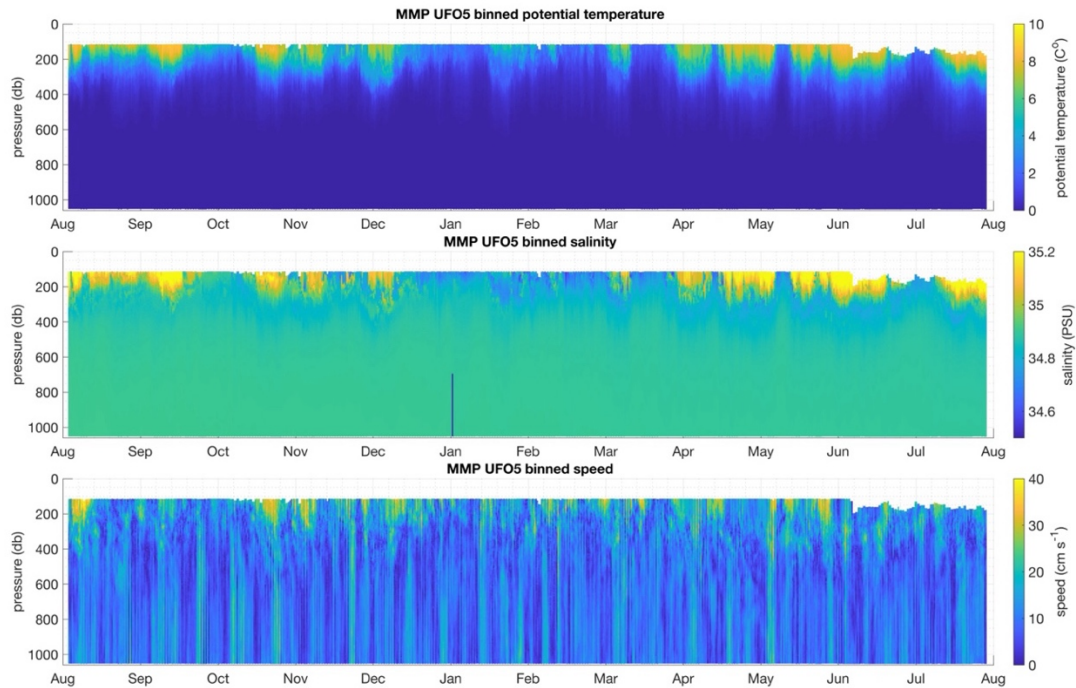 MMP UFO5 binned potential temperature
pressure (db)
0
200
400
600
800
1000
Aug Sep Oct Nov Dec Jan Feb Mar Apr May Jun Jul Aug
10
8
6
4
2
0
potential temperature (C°)
MMP UFO5 binned salinity
pressure (db)
0
200
400
600
800
1000
Aug Sep Oct Nov Dec Jan Feb Mar Apr May Jun Jul Aug
35.2
35
34.8
34.6
salinity (PSU)
MMP UFO5 binned speed
pressure (db)
0
200
400
600
800
1000
Aug Sep Oct Nov Dec Jan Feb Mar Apr May Jun Jul Aug
40
30
20
10
0
speed (cm s⁻¹)